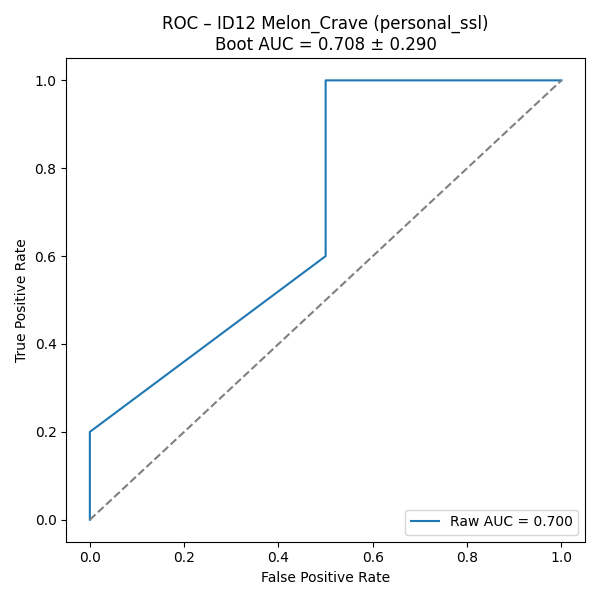 ROC – ID12 Melon_Crave (personal_ssl)
Boot AUC = 0.708 ± 0.290
True Positive Rate
1.0
0.8
0.6
0.4
0.2
0.0
Raw AUC = 0.700
0.0 0.2 0.4 0.6 0.8 1.0
False Positive Rate